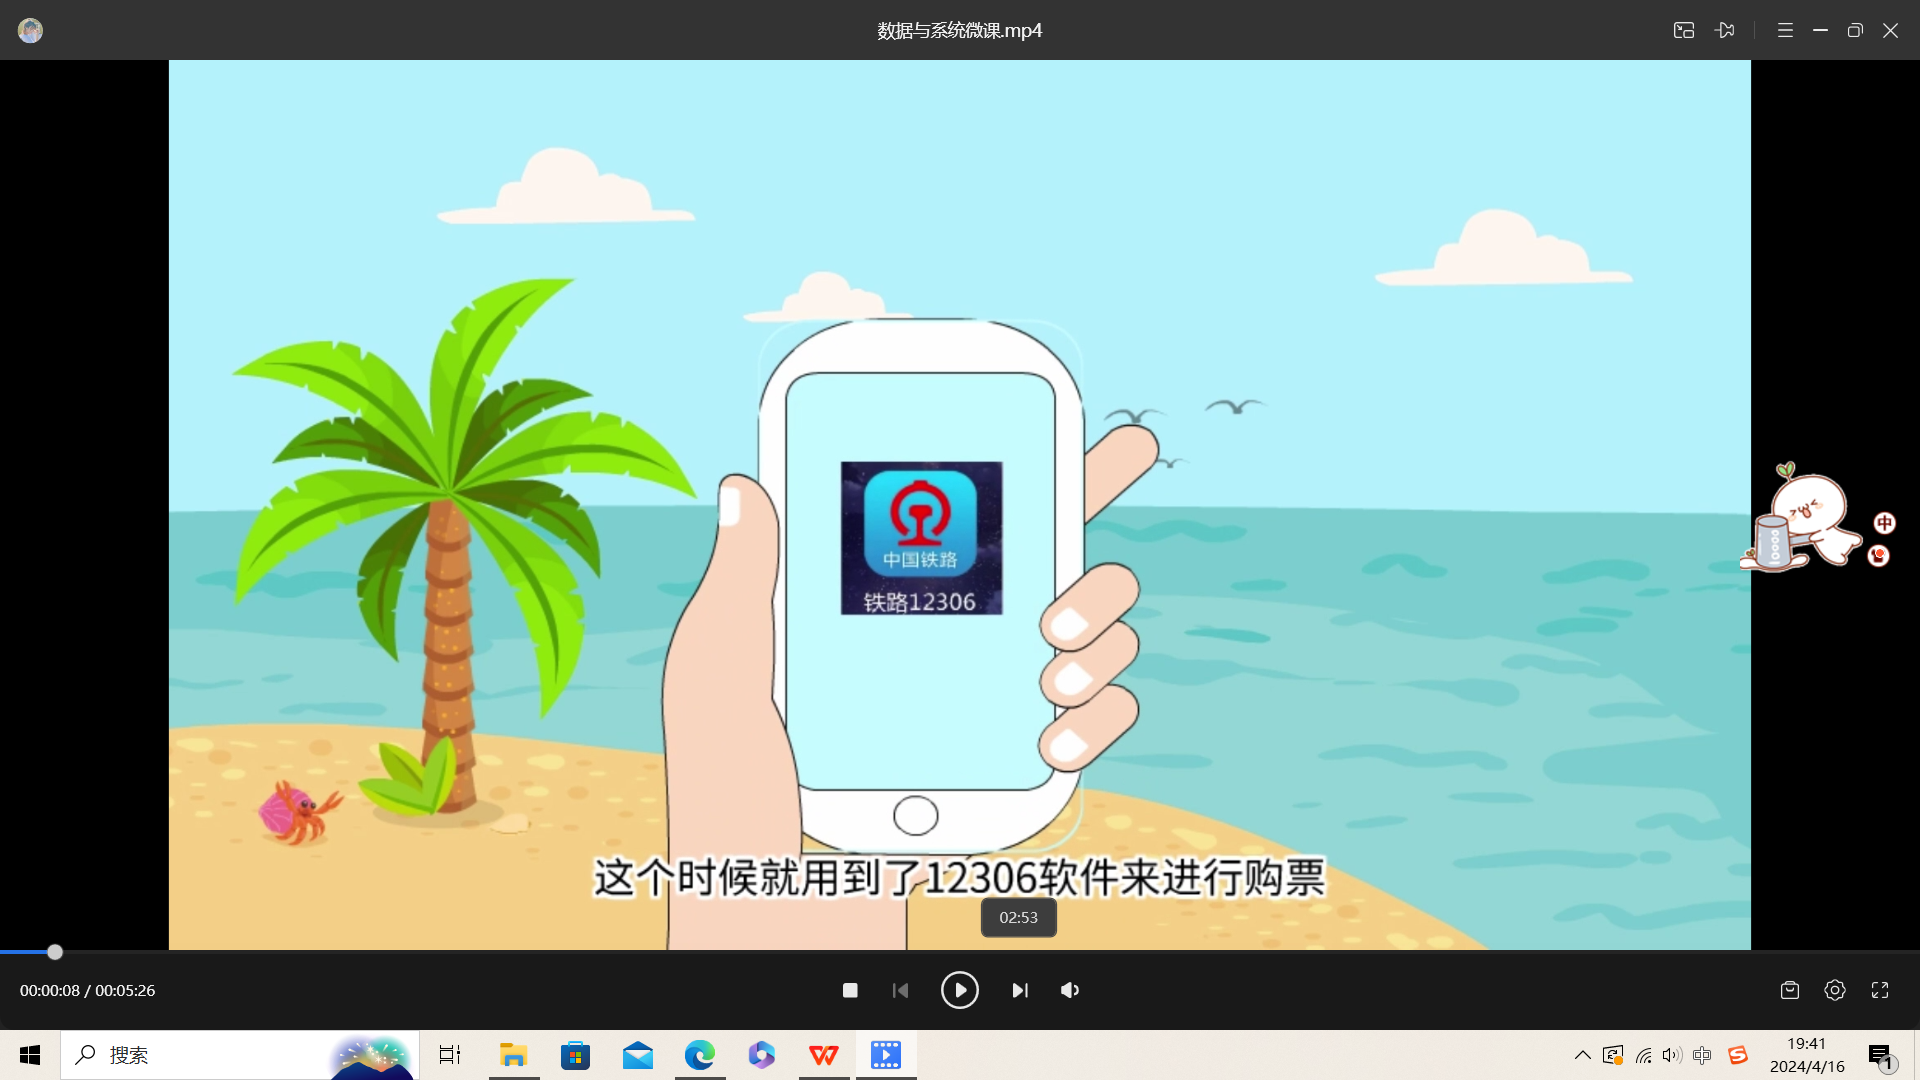 数据与系统微课.mp4
中国铁路
铁路12306
中
这个时候就用到了12306软件来进行购票
02:53
00:00:08 / 00:05:26
搜索
中
19:41
2024/4/16
1